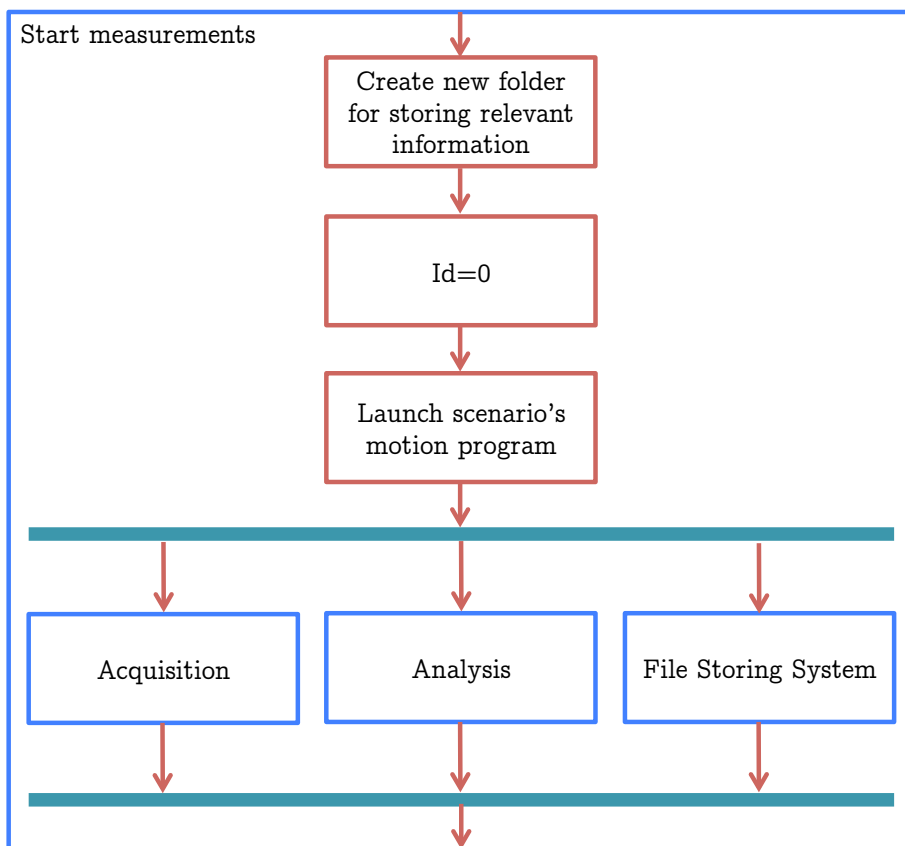 Start measurements
Create new folder
for storing relevant
information
Id=0
Launch scenario's
motion program
Acquisition
Analysis
File Storing System